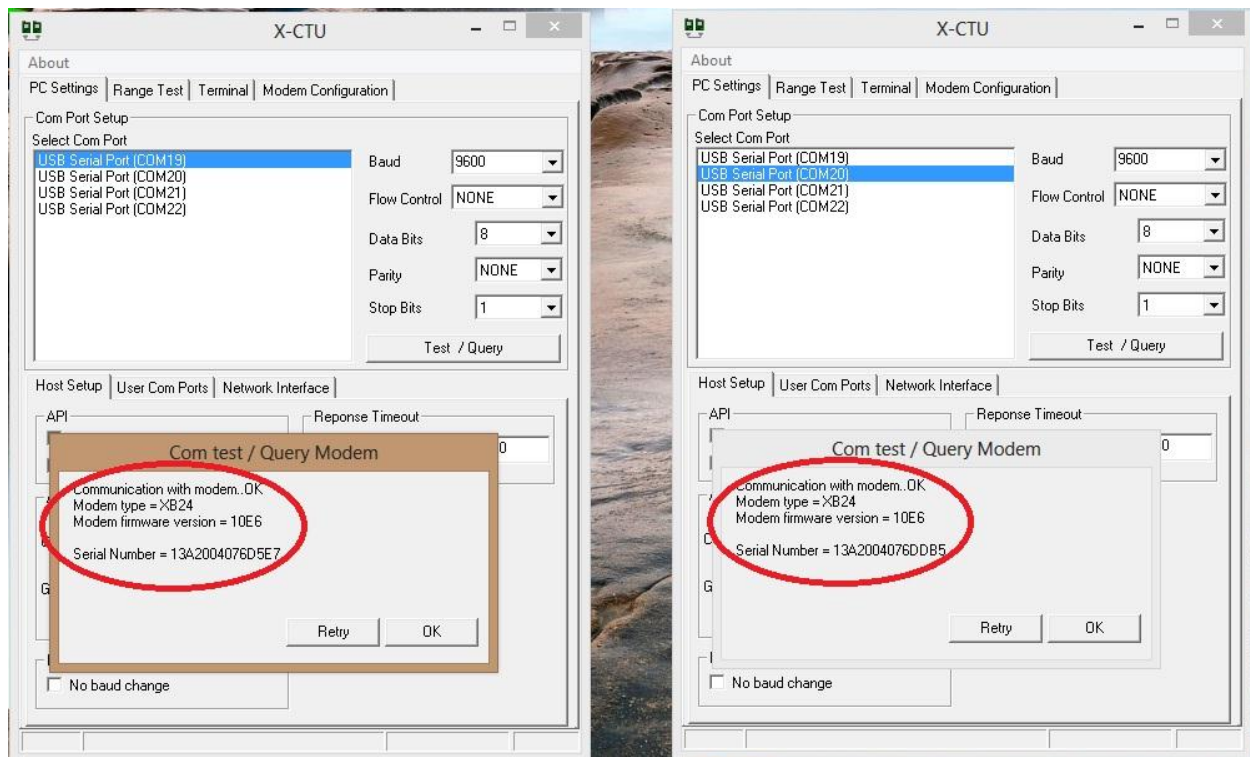 X-CTU
About
PC Settings Range Test Terminal Modem Configuration
Com Port Setup
Select Com Port
USB Serial Port (COM19)
USB Serial Port (COM20)
USB Serial Port (COM21)
USB Serial Port (COM22)
Baud 9600
Flow Control NONE
Data Bits 8
Parity NONE
Stop Bits 1
Test / Query
Host Setup User Com Ports Network Interface
API
Reponse Timeout
0
Com test / Query Modem
Communication with modem..OK
Modem type = XB24
Modem firmware version = 10E6
Serial Number = 13A2004076D5E7
Retry OK
No baud change
X-CTU
About
PC Settings Range Test Terminal Modem Configuration
Com Port Setup
Select Com Port
USB Serial Port (COM19)
USB Serial Port (COM20)
USB Serial Port (COM21)
USB Serial Port (COM22)
Baud 9600
Flow Control NONE
Data Bits 8
Parity NONE
Stop Bits 1
Test / Query
Host Setup User Com Ports Network Interface
API
Reponse Timeout
0
Com test / Query Modem
Communication with modem..OK
Modem type = XB24
Modem firmware version = 10E6
Serial Number = 13A2004076DDB5
Retry OK
No baud change